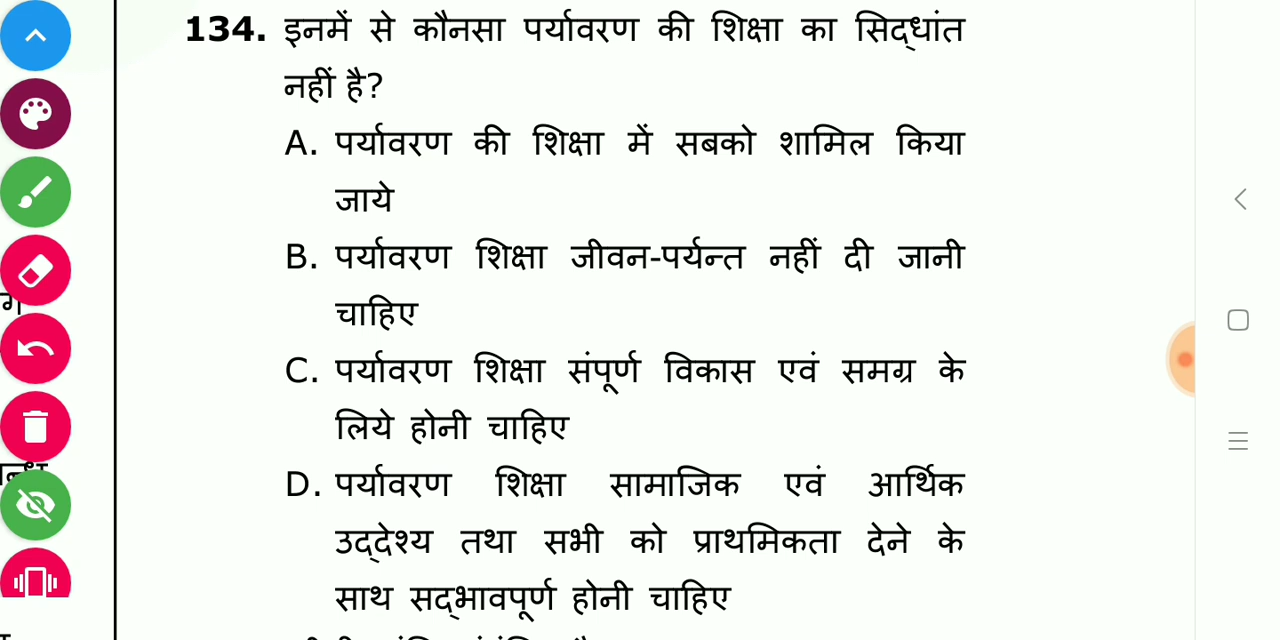 134. इनमें से कौनसा पर्यावरण की शिक्षा का सिद्धांत
नहीं है?
A. पर्यावरण की शिक्षा में सबको शामिल किया
जाये
B. पर्यावरण शिक्षा जीवन-पर्यन्त नहीं दी जानी
चाहिए
C. पर्यावरण शिक्षा संपूर्ण विकास एवं समग्र के
लिये होनी चाहिए
D. पर्यावरण शिक्षा सामाजिक एवं आर्थिक
उद्देश्य तथा सभी को प्राथमिकता देने के
साथ सद्भावपूर्ण होनी चाहिए